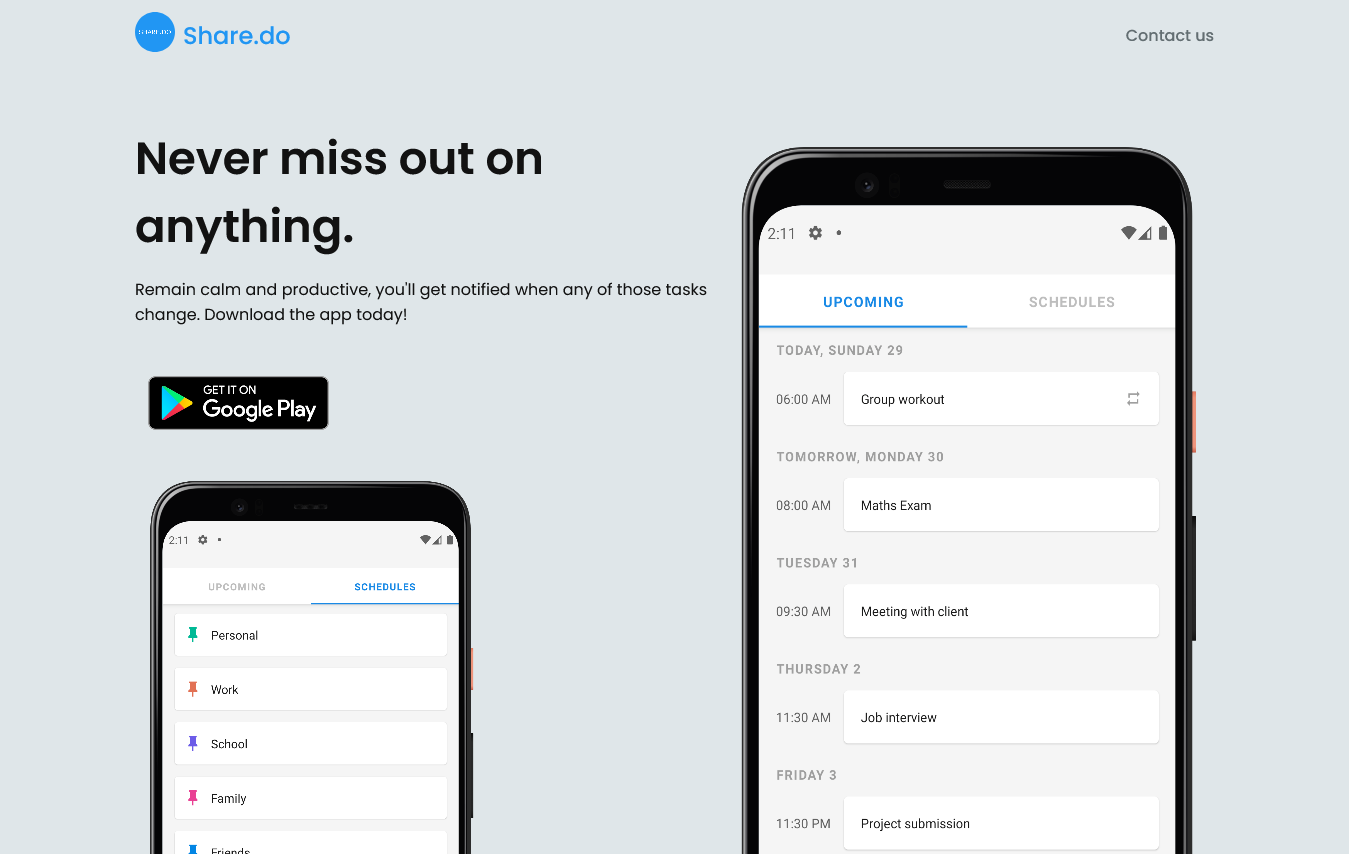 SHARE.DO
Share.do
Contact us
Never miss out on
anything.
Remain calm and productive, you'll get notified when any of those tasks
change. Download the app today!
GET IT ON
Google Play
2:11
UPCOMING
SCHEDULES
Personal
Work
School
Family
Friends
2:11
UPCOMING
SCHEDULES
TODAY, SUNDAY 29
06:00 AM
Group workout
TOMORROW, MONDAY 30
08:00 AM
Maths Exam
TUESDAY 31
09:30 AM
Meeting with client
THURSDAY 2
11:30 AM
Job interview
FRIDAY 3
11:30 PM
Project submission